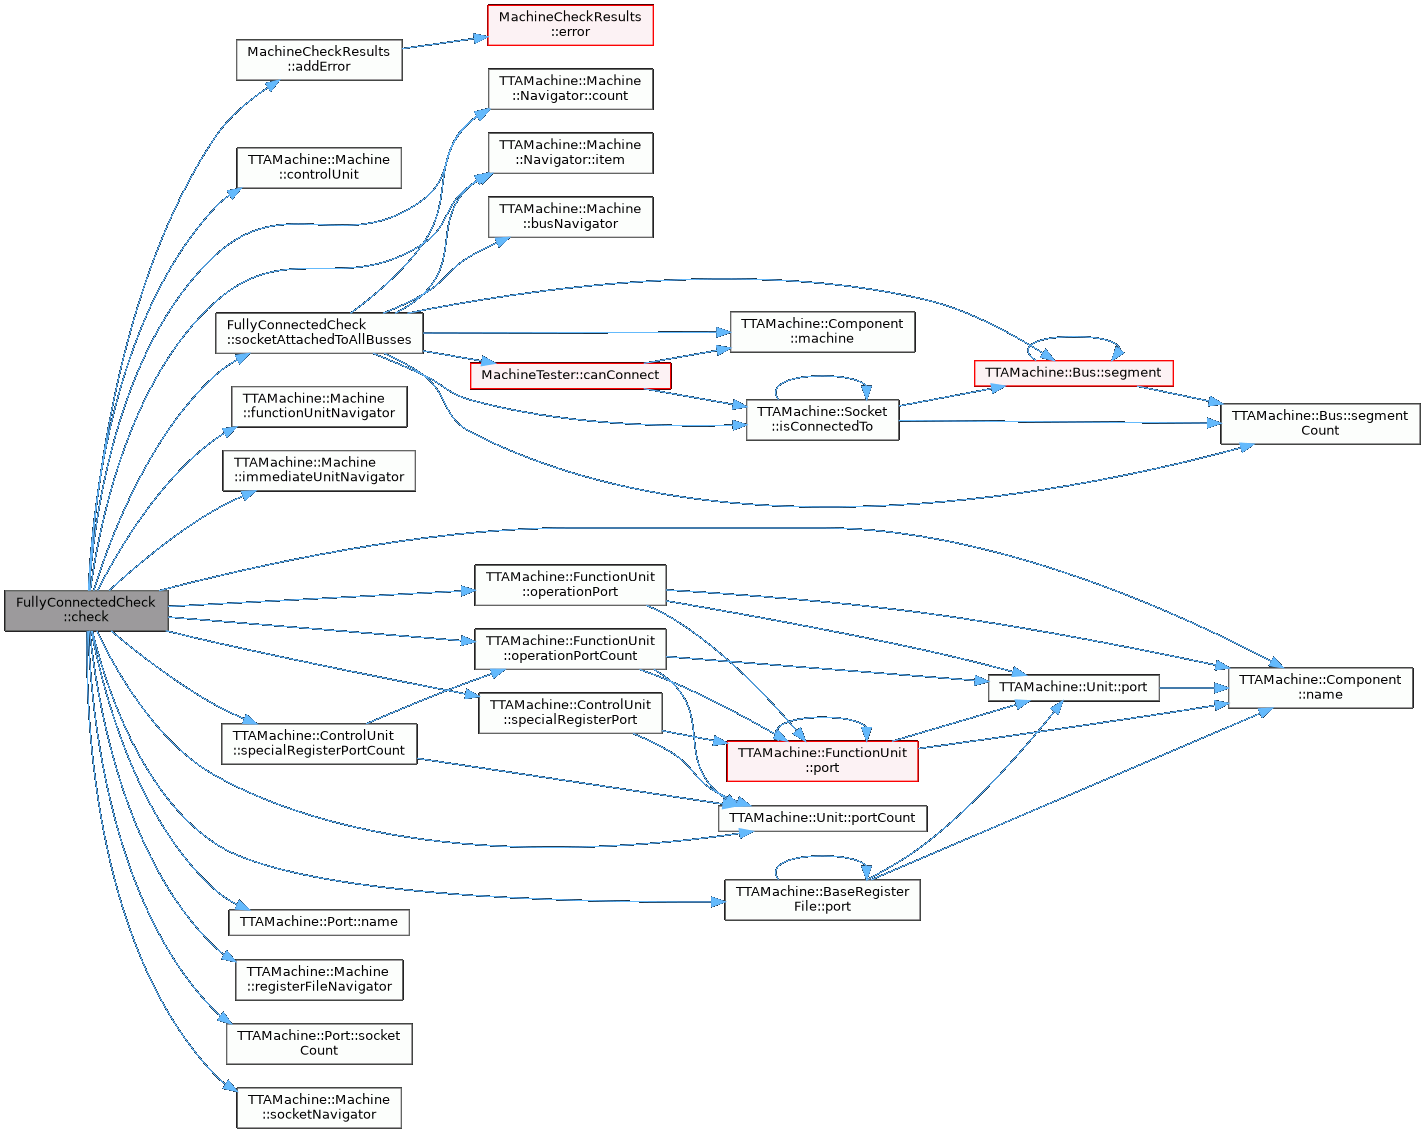 MachineCheckResults
::error
MachineCheckResults
::addError
TTAMachine::Machine
::Navigator::count
TTAMachine::Machine
::Navigator::item
TTAMachine::Machine
::controlUnit
TTAMachine::Machine
::busNavigator
FullyConnectedCheck
::socketAttachedToAllBusses
TTAMachine::Component
::machine
MachineTester::canConnect
TTAMachine::Bus::segment
TTAMachine::Machine
::functionUnitNavigator
TTAMachine::Socket
::isConnectedTo
TTAMachine::Bus::segment
Count
TTAMachine::Machine
::immediateUnitNavigator
FullyConnectedCheck
::check
TTAMachine::FunctionUnit
::operationPort
TTAMachine::FunctionUnit
::operationPortCount
TTAMachine::Unit::port
TTAMachine::Component
::name
TTAMachine::ControlUnit
::specialRegisterPort
TTAMachine::ControlUnit
::specialRegisterPortCount
TTAMachine::FunctionUnit
::port
TTAMachine::Unit::portCount
TTAMachine::BaseRegister
File::port
TTAMachine::Port::name
TTAMachine::Machine
::registerFileNavigator
TTAMachine::Port::socket
Count
TTAMachine::Machine
::socketNavigator